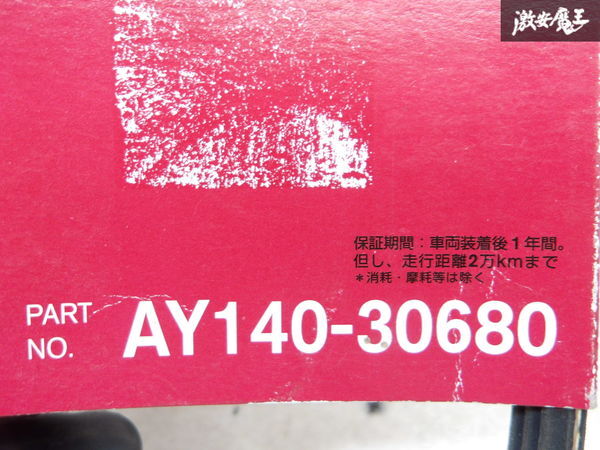 激安魔王
保証期間：車両装着後1年間。
但し、走行距離2万kmまで
＊消耗・摩耗等は除く
PART NO. AY140-30680